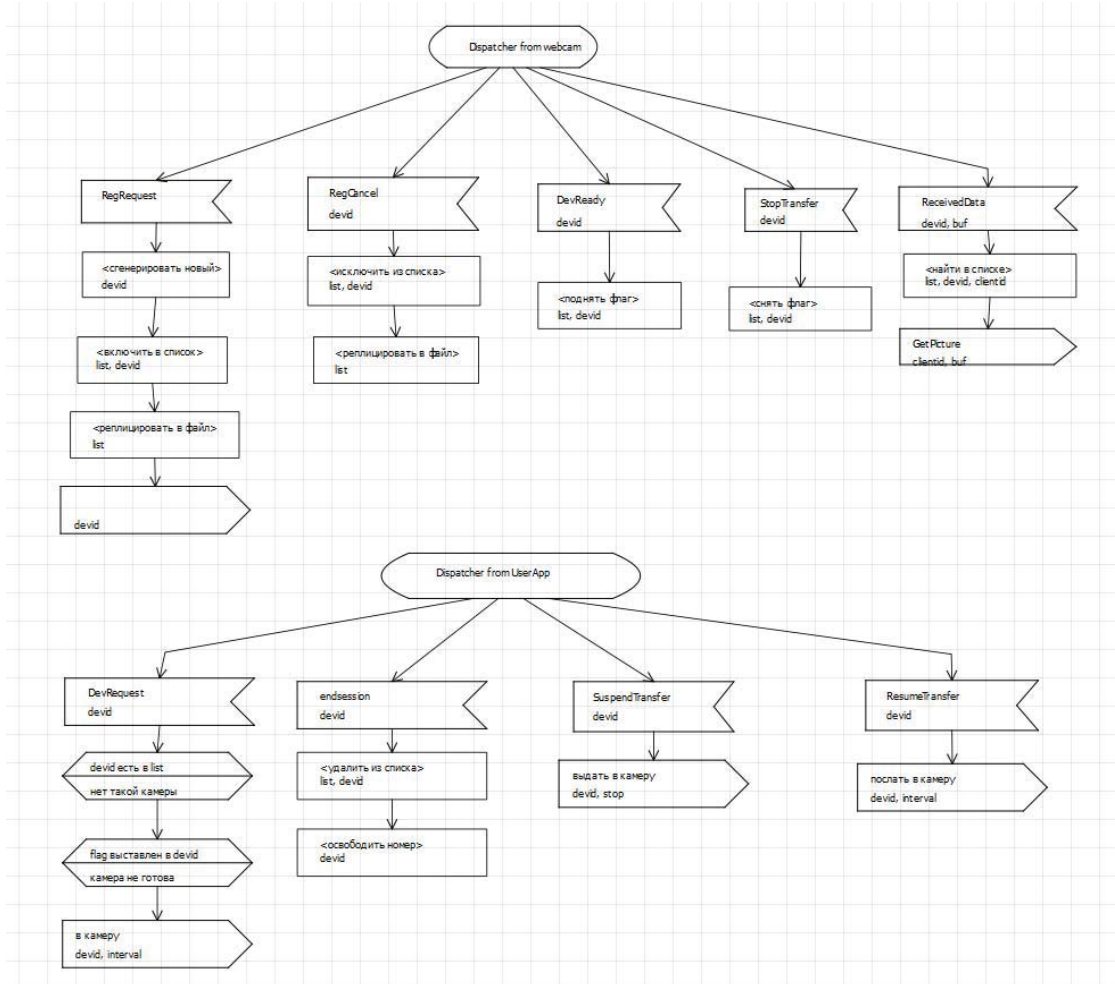 Dispatcher from webcam
RegRequest
<сгенерировать новый>
devid
<включить в список>
list, devid
<реплицировать в файл>
list
devid
RegCancel
devid
<исключить из списка>
list, devid
<реплицировать в файл>
list
DevReady
devid
<поднять флаг>
list, devid
StopTransfer
devid
<снять флаг>
list, devid
ReceivedData
devid, buf
<найти в списке>
list, devid, clientid
GetPicture
clientid, buf
Dispatcher from UserApp
DevRequest
devid
devid есть в list
нет такой камеры
flag выставлен в devid
камера не готова
в камеру
devid, interval
endsession
devid
<удалить из списка>
list, devid
<освободить номер>
devid
SuspendTransfer
devid
выдать в камеру
devid, stop
ResumeTransfer
devid
послать в камеру
devid, interval